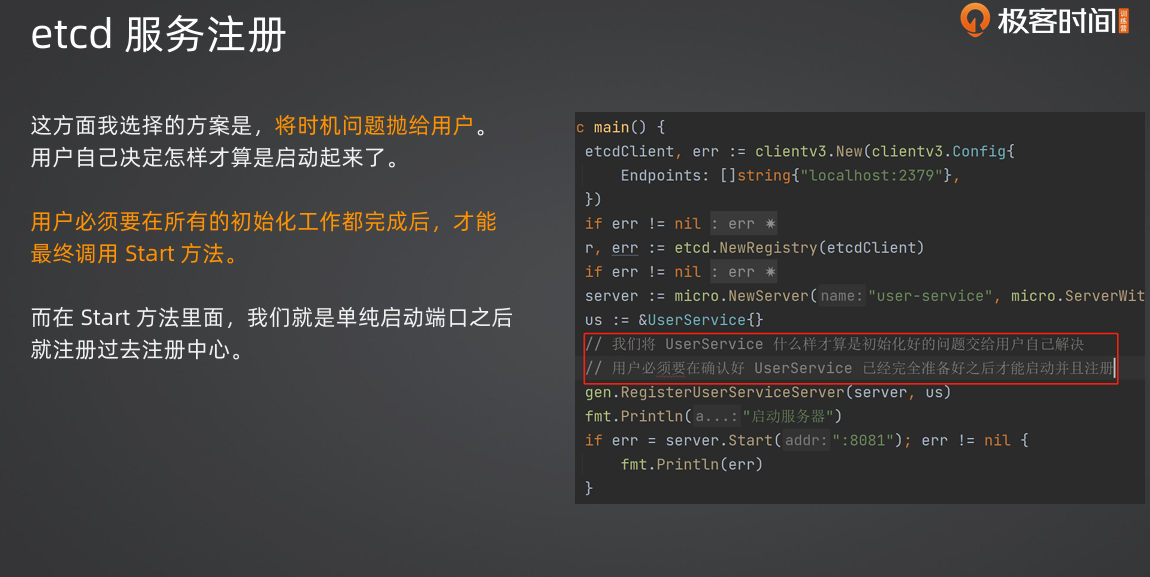 etcd 服务注册
极客时间
训练营
这方面我选择的方案是，将时机问题抛给用户。
用户自己决定怎样才算是启动起来了。
用户必须要在所有的初始化工作都完成后，才能
最终调用 Start 方法。
而在 Start 方法里面，我们就是单纯启动端口之后
就注册过去注册中心。
c main() {
etcdClient, err := clientv3.New(clientv3.Config{
Endpoints: []string{"localhost:2379"},
})
if err != nil : err *
r, err := etcd.NewRegistry(etcdClient)
if err != nil : err *
server := micro.NewServer( name: "user-service", micro.ServerWit
us := &UserService{}
// 我们将 UserService 什么样才算是初始化好的问题交给用户自己解决
// 用户必须要在确认好 UserService 已经完全准备好之后才能启动并且注册
gen.RegisterUserServiceServer(server, us)
fmt.Println( a...: "启动服务器")
if err = server.Start( addr: ":8081"); err != nil {
fmt.Println(err)
}